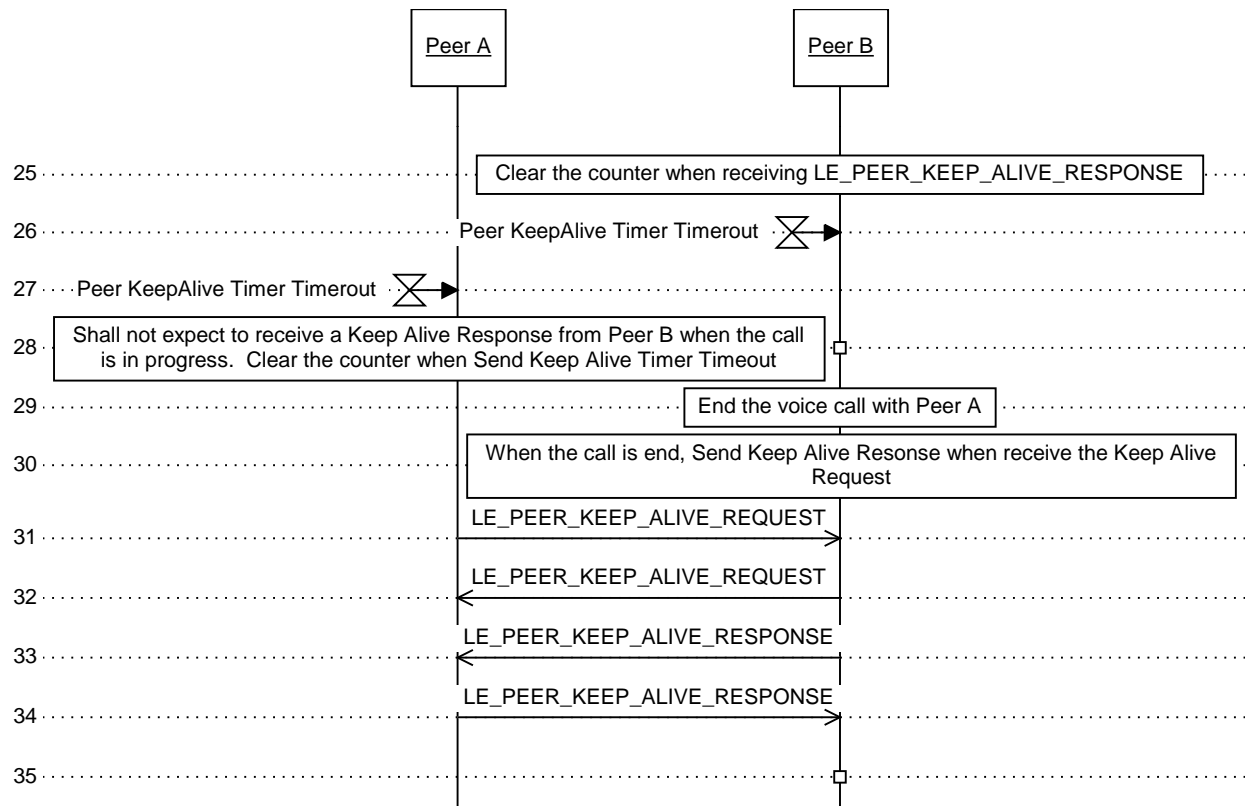 Peer A
Peer B
25
Clear the counter when receiving LE_PEER_KEEP_ALIVE_RESPONSE
26
Peer KeepAlive Timer Timerout
27
Peer KeepAlive Timer Timerout
28
Shall not expect to receive a Keep Alive Response from Peer B when the call
is in progress.  Clear the counter when Send Keep Alive Timer Timeout
29
End the voice call with Peer A
30
When the call is end, Send Keep Alive Resonse when receive the Keep Alive
Request
31
LE_PEER_KEEP_ALIVE_REQUEST
32
LE_PEER_KEEP_ALIVE_REQUEST
33
LE_PEER_KEEP_ALIVE_RESPONSE
34
LE_PEER_KEEP_ALIVE_RESPONSE
35